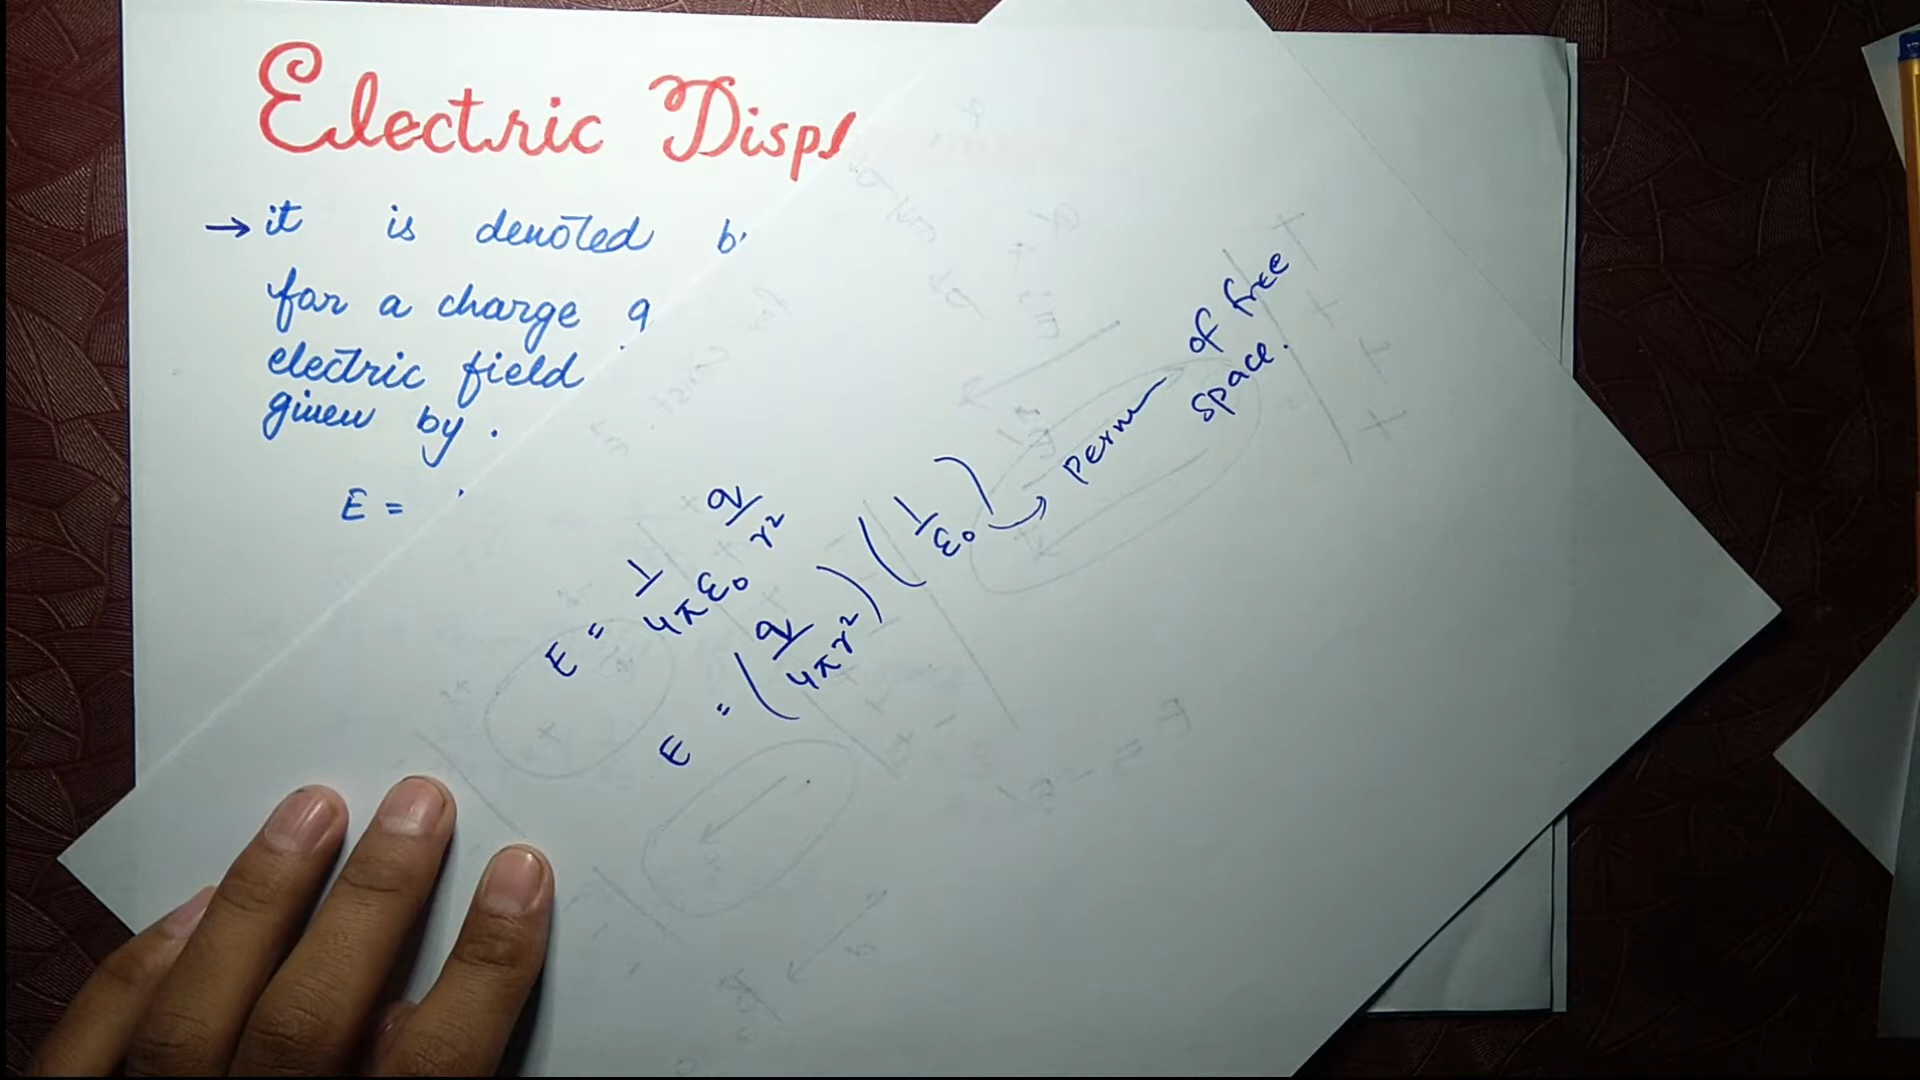 Electric Displ
→ it is denoted b
for a charge q
electric field
given by .
E =
E = 1/4πε₀ q/r²
E = (q/4πr²) (1/ε₀) → Perm of free
space.